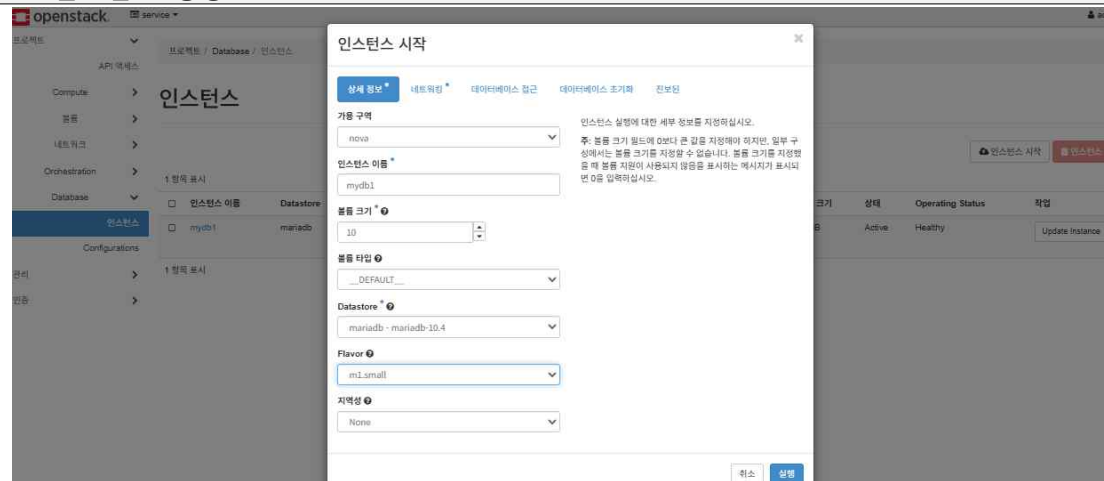 openstack. service
프로젝트
API 액세스
Compute
볼륨
네트워크
Orchestration
Database
인스턴스
Configurations
관리
인증
프로젝트 / Database / 인스턴스
인스턴스
인스턴스 시작 인스턴스
1 항목 표시
인스턴스 이름 Datastore 크기 상태 Operating Status 작업
mydb1 mariadb B Active Healthy Update Instance
1 항목 표시
인스턴스 시작 ×
상세 정보 * 네트워킹 * 데이터베이스 접근 데이터베이스 초기화 진보된
가용 구역
nova
인스턴스 이름 *
mydb1
볼륨 크기 *
10
볼륨 타입
__DEFAULT__
Datastore *
mariadb - mariadb-10.4
Flavor
m1.small
지역성
None
인스턴스 실행에 대한 세부 정보를 지정하십시오.
주: 볼륨 크기 필드에 0보다 큰 값을 지정해야 하지만, 일부 구
성에서는 볼륨 크기를 지정할 수 없습니다. 볼륨 크기를 지정했
을 때 볼륨 지원이 사용되지 않음을 표시하는 메시지가 표시되
면 0을 입력하십시오.
취소 실행